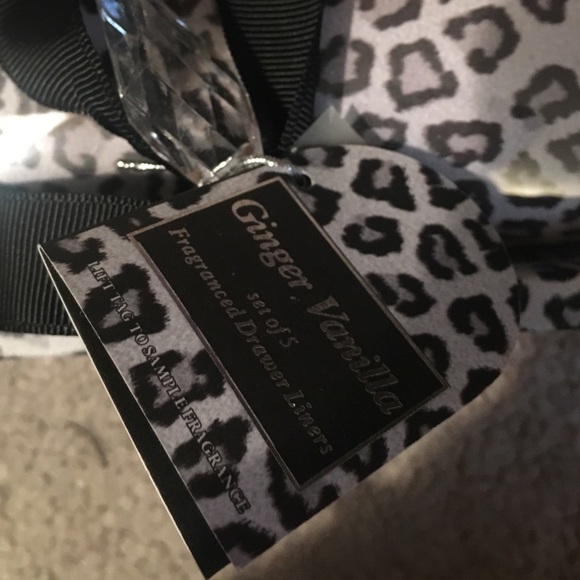 Ginger Vanilla
set of 5
Fragranced Drawer Liners
LIFT TAG TO SAMPLE FRAGRANCE